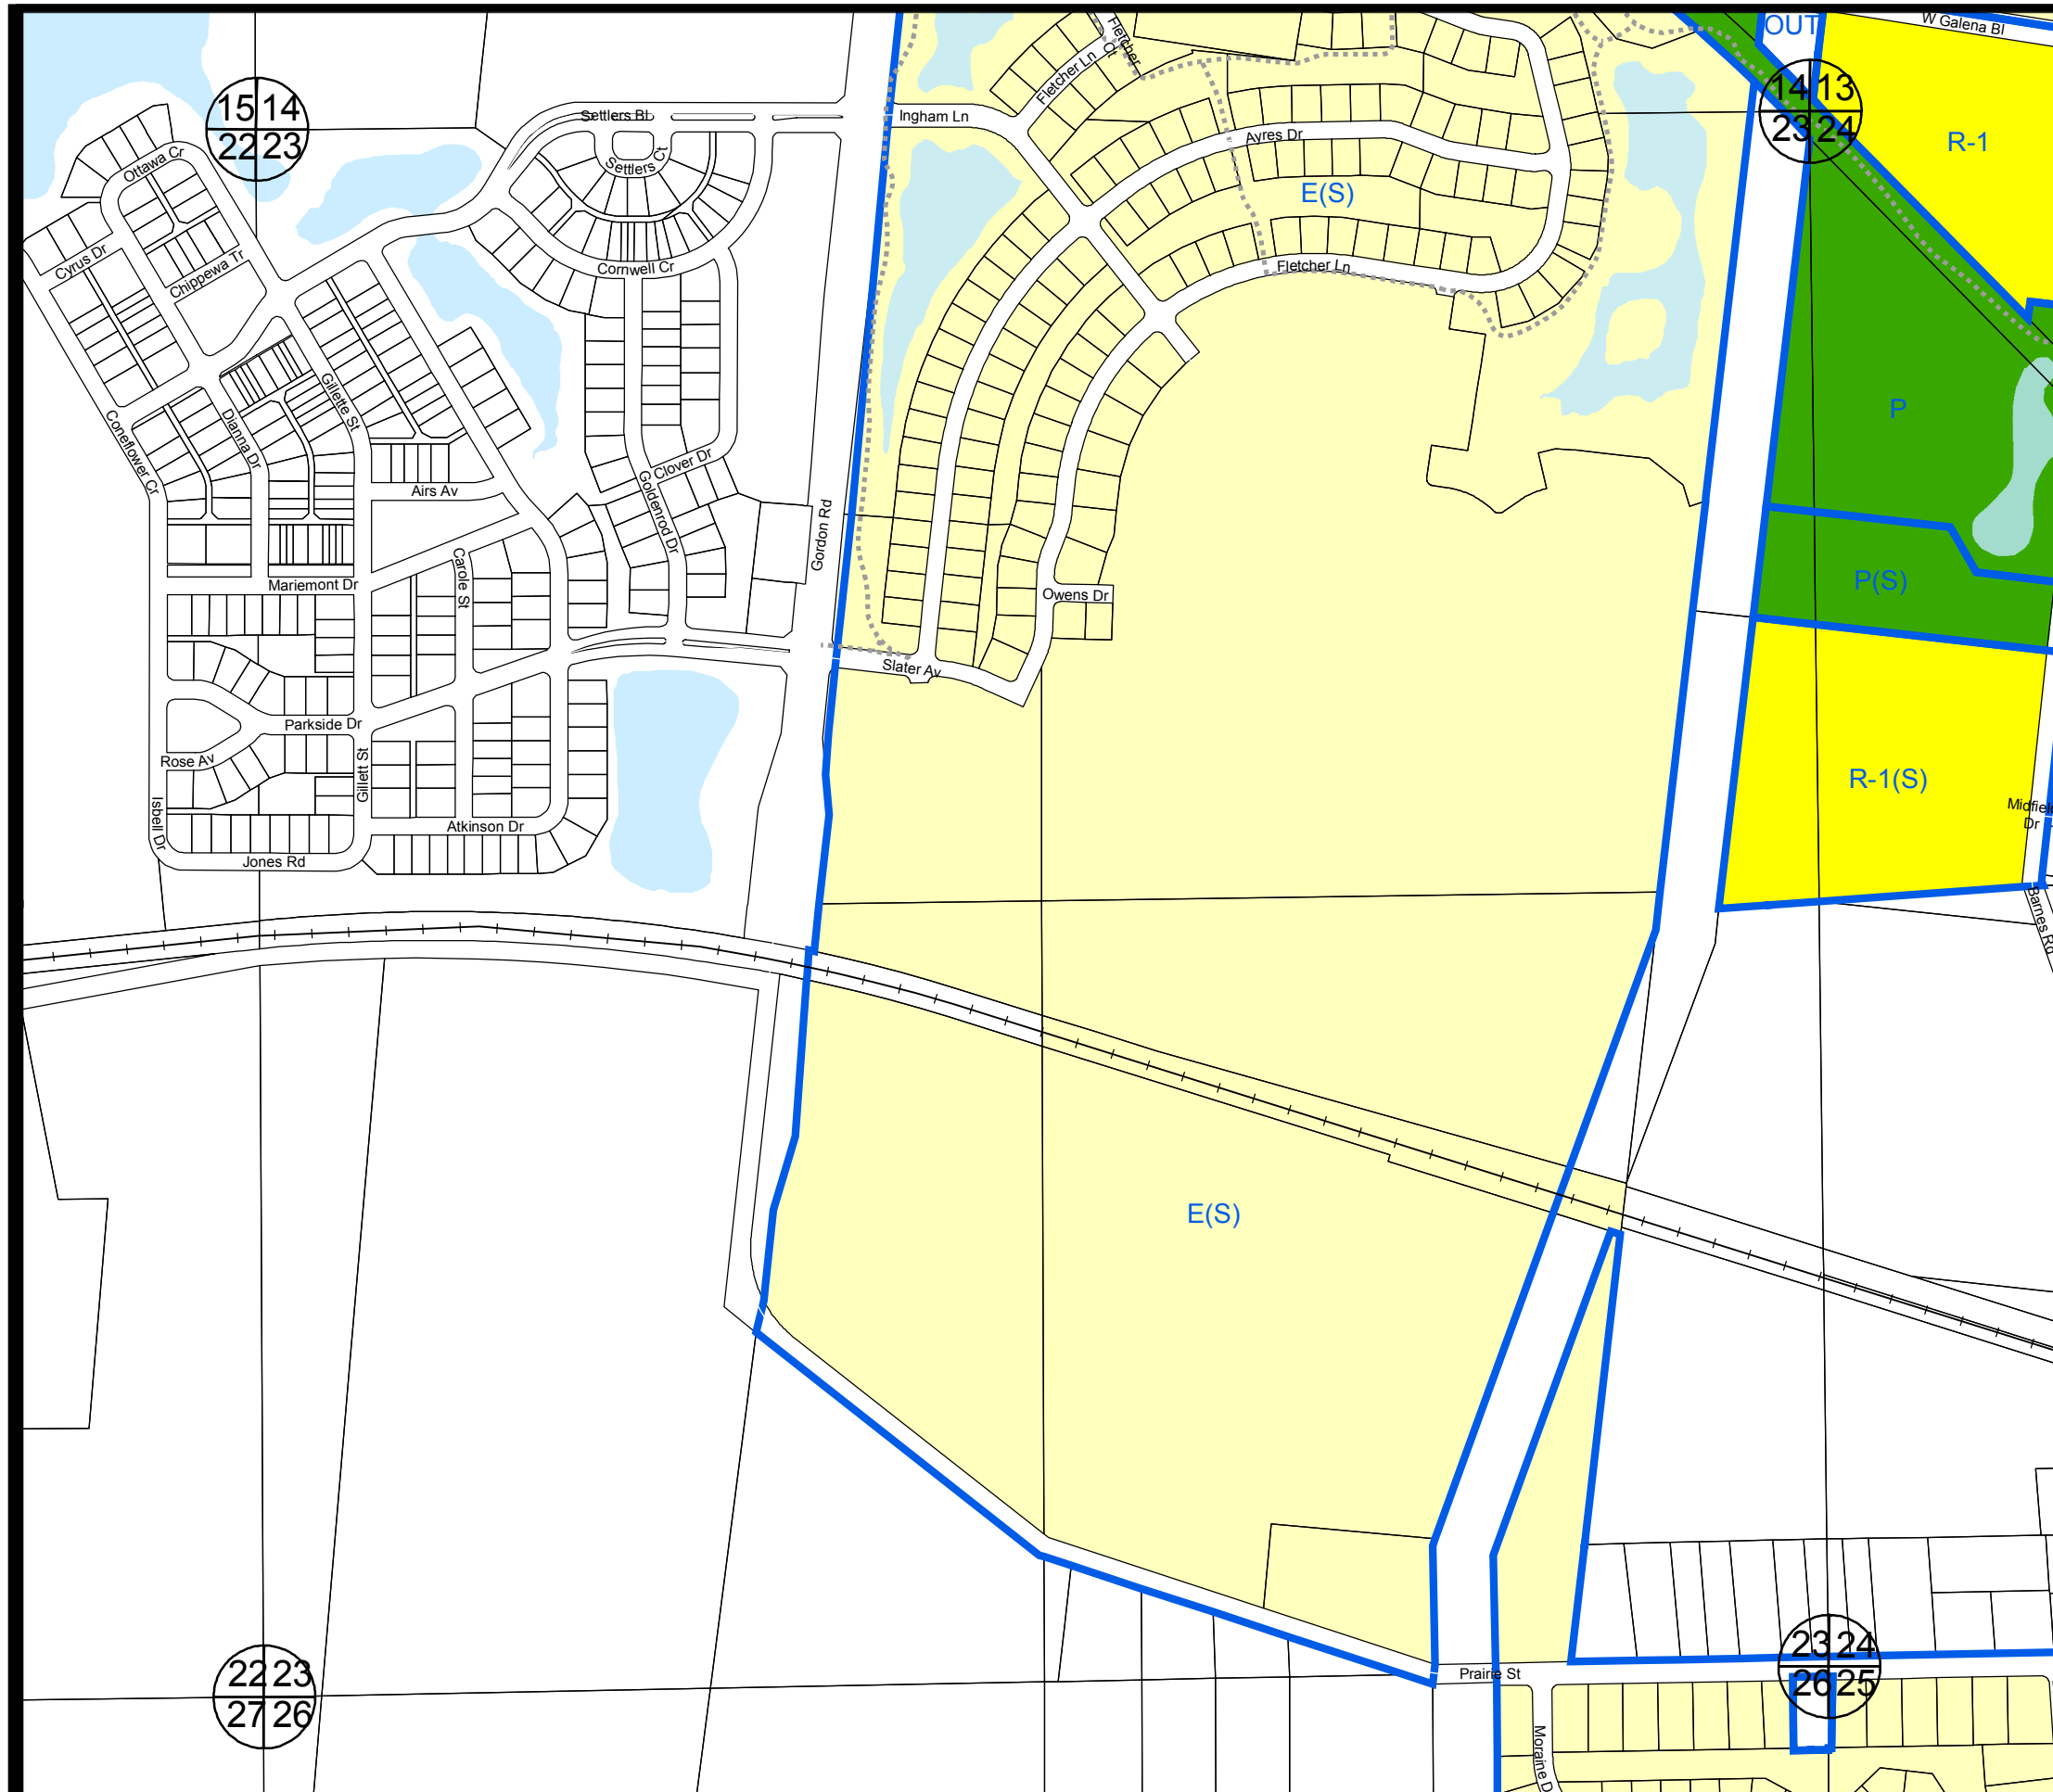 OUT
W Galena Bl
15 14
22 23
Fletcher
Ct
Fletcher Ln
14 13
23 24
R-1
Settlers Bl
Ingham Ln
Ayres Dr
Settlers Ct
Ottawa Cr
E(S)
Cyrus Dr
Chippewa Tr
Cornwell Cr
Fletcher Ln
Gillette St
P
Coneflower Cr
Dianna Dr
Clover Dr
Goldenrod Dr
Airs Av
Gordon Rd
Carole St
Mariemont Dr
P(S)
Owens Dr
Slater Av
Parkside Dr
Rose Av
Gillett St
R-1(S)
Isbell Dr
Atkinson Dr
Dr
Jones Rd
Barnes Rd
E(S)
22 23
27 26
Prairie St
23 24
26 25
Moraine D